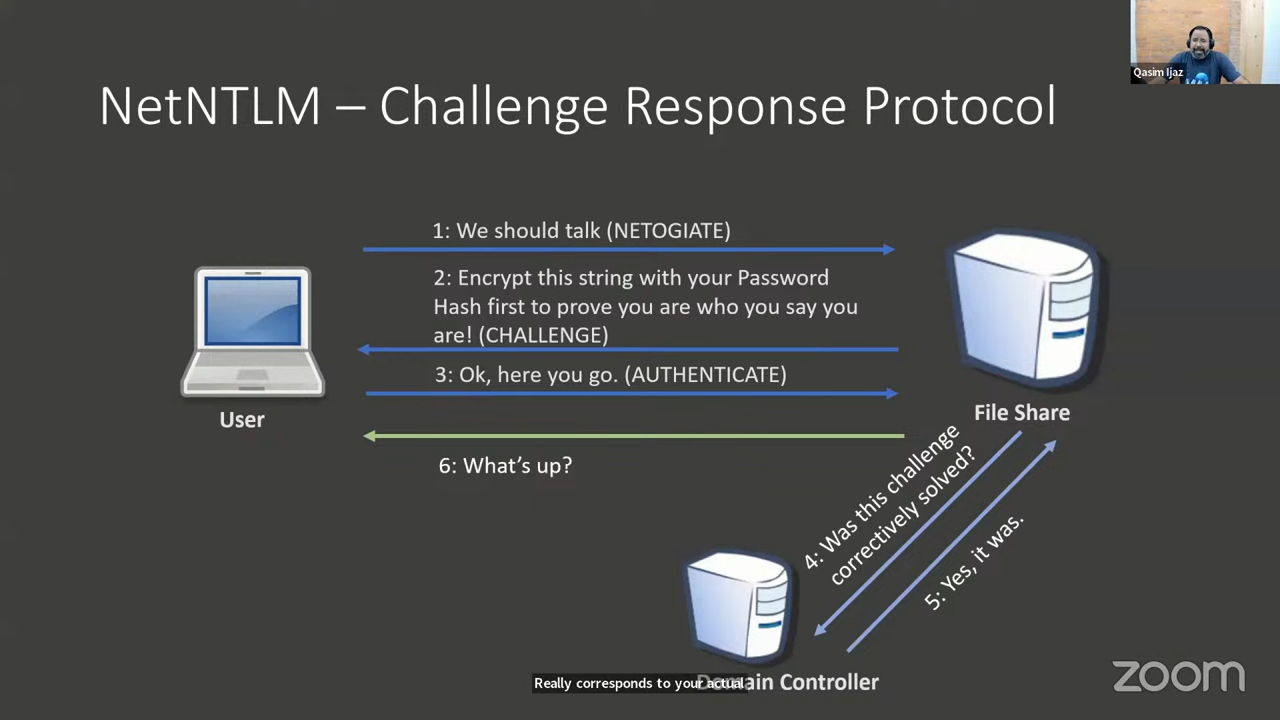 Qasim Ijaz
NetNTLM – Challenge Response Protocol
1: We should talk (NETOGIATE)
2: Encrypt this string with your Password
Hash first to prove you are who you say you
are! (CHALLENGE)
3: Ok, here you go. (AUTHENTICATE)
User
File Share
6: What's up?
4: Was this challenge
correctively solved?
5: Yes, it was.
Really corresponds to your actual
Domain Controller
zoom